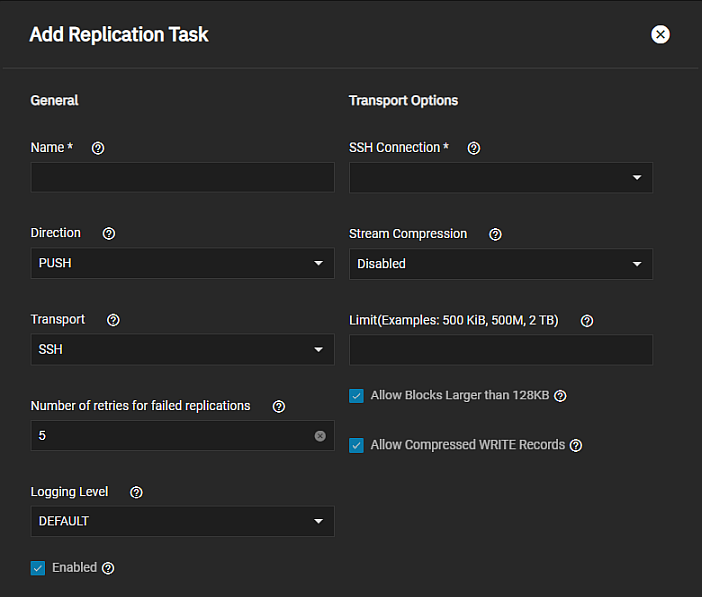 Add Replication Task
General
Name *
Direction
PUSH
Transport
SSH
Number of retries for failed replications
5
Logging Level
DEFAULT
Enabled
Transport Options
SSH Connection *
Stream Compression
Disabled
Limit(Examples: 500 KiB, 500M, 2 TB)
Allow Blocks Larger than 128KB
Allow Compressed WRITE Records